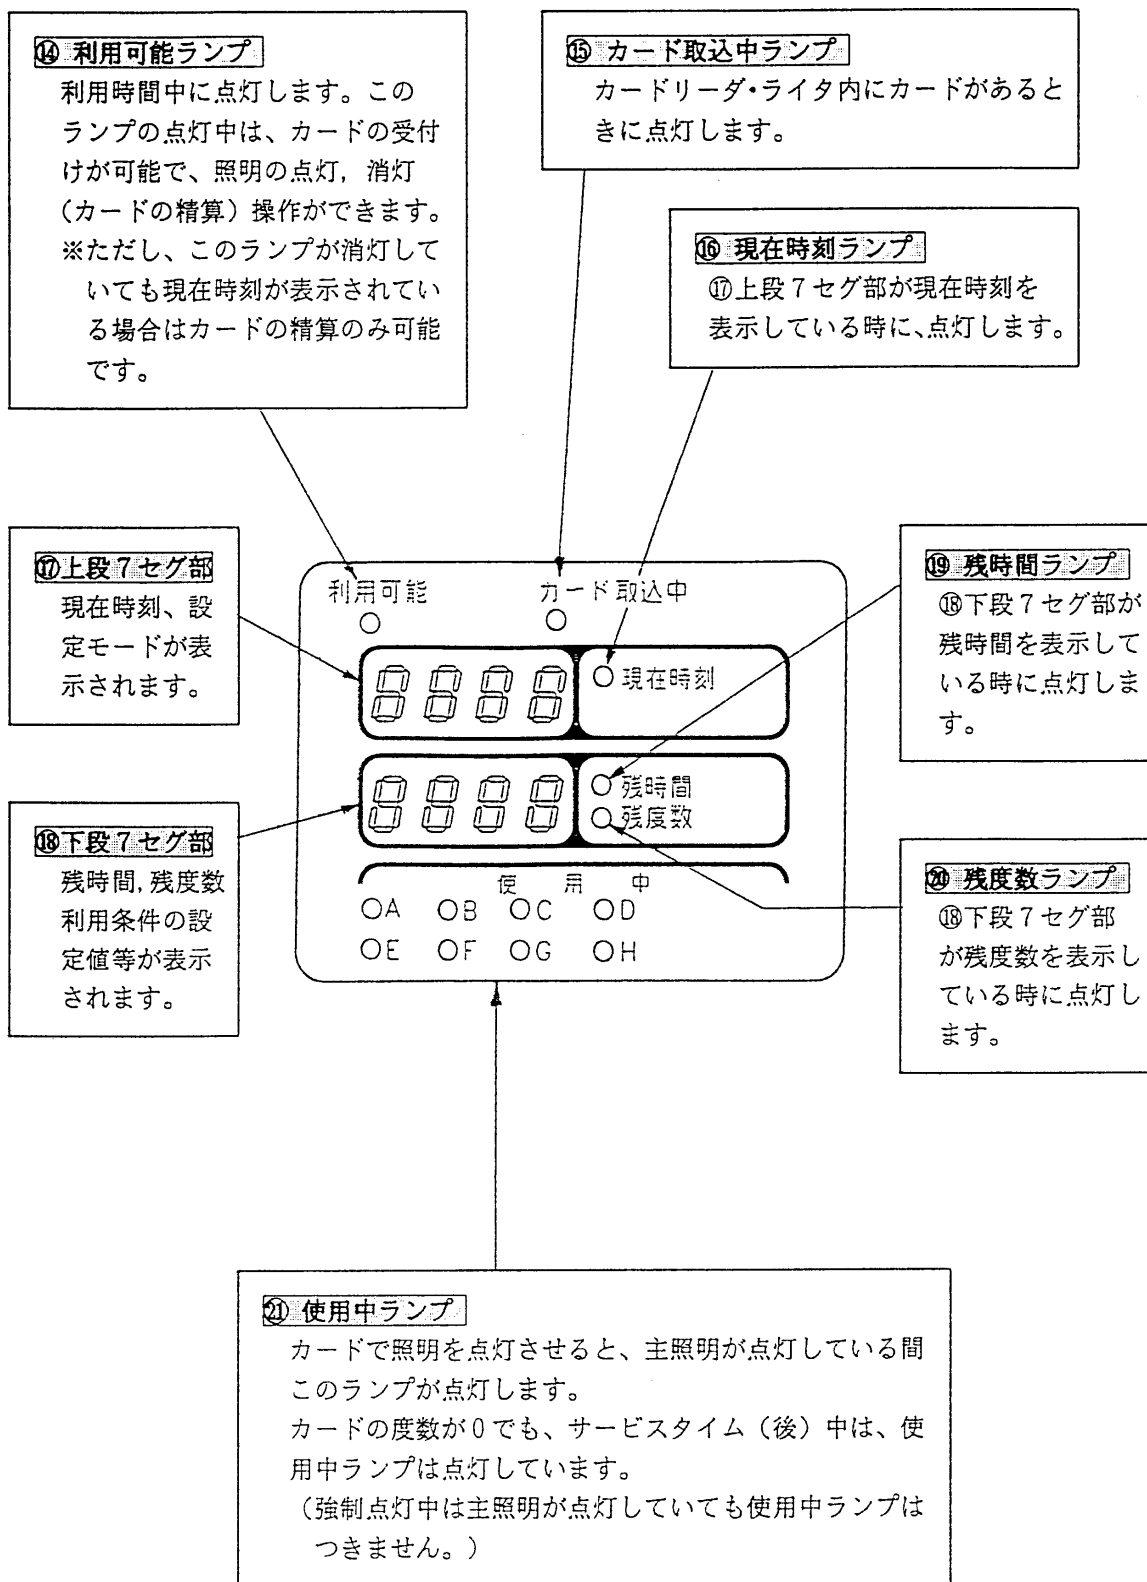 ⑭ 利用可能ランプ
利用時間中に点灯します。この
ランプの点灯中は、カードの受付
けが可能で、照明の点灯，消灯
（カードの精算）操作ができます。
※ただし、このランプが消灯して
いても現在時刻が表示されてい
る場合はカードの精算のみ可能
です。
⑮ カード取込中ランプ
カードリーダ・ライタ内にカードがあると
きに点灯します。
⑯ 現在時刻ランプ
⑰上段７セグ部が現在時刻を
表示している時に、点灯します。
⑰上段７セグ部
現在時刻、設
定モードが表
示されます。
⑱下段７セグ部
残時間，残度数
利用条件の設
定値等が表示
されます。
利用可能
カード取込中
8888
現在時刻
8888
残時間
残度数
使用中
○A ○B ○C ○D
○E ○F ○G ○H
⑲ 残時間ランプ
⑱下段７セグ部が
残時間を表示して
いる時に点灯しま
す。
⑳ 残度数ランプ
⑱下段７セグ部
が残度数を表示し
ている時に点灯し
ます。
㉑ 使用中ランプ
カードで照明を点灯させると、主照明が点灯している間
このランプが点灯します。
カードの度数が０でも、サービスタイム（後）中は、使
用中ランプは点灯しています。
（強制点灯中は主照明が点灯していても使用中ランプは
つきません。）